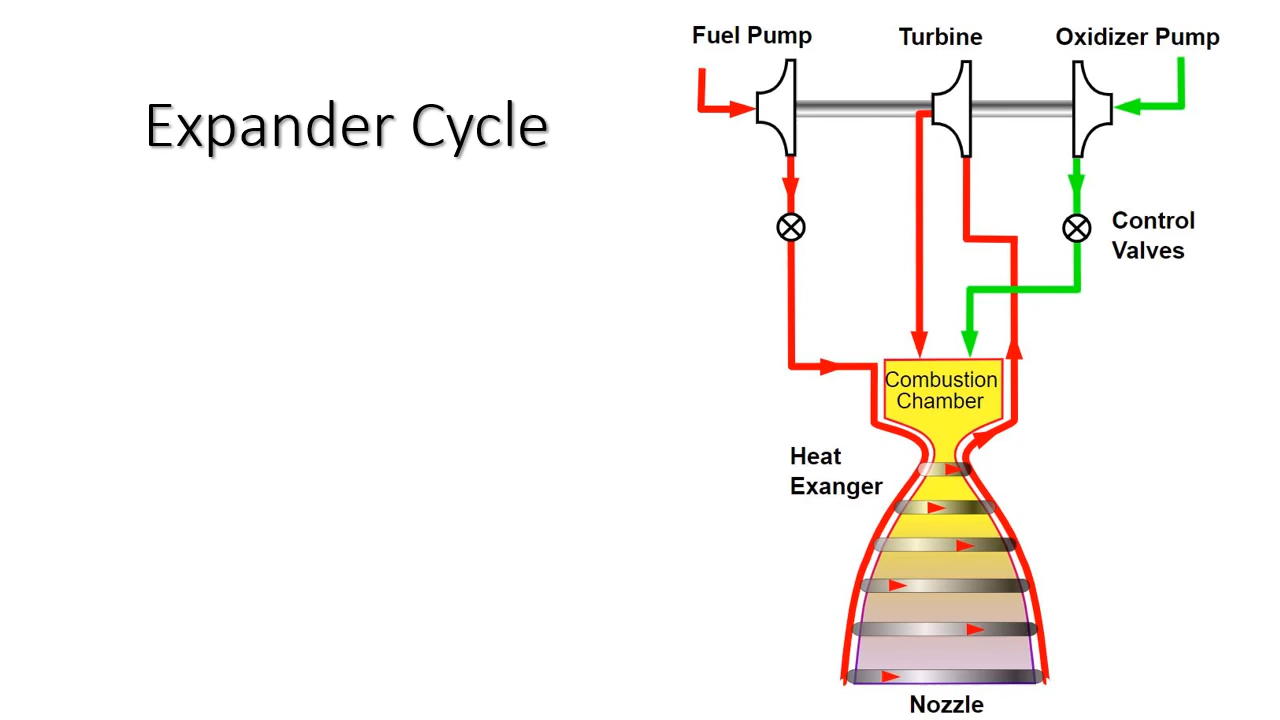 Expander Cycle
Fuel Pump
Turbine
Oxidizer Pump
Control
Valves
Combustion
Chamber
Heat
Exanger
Nozzle